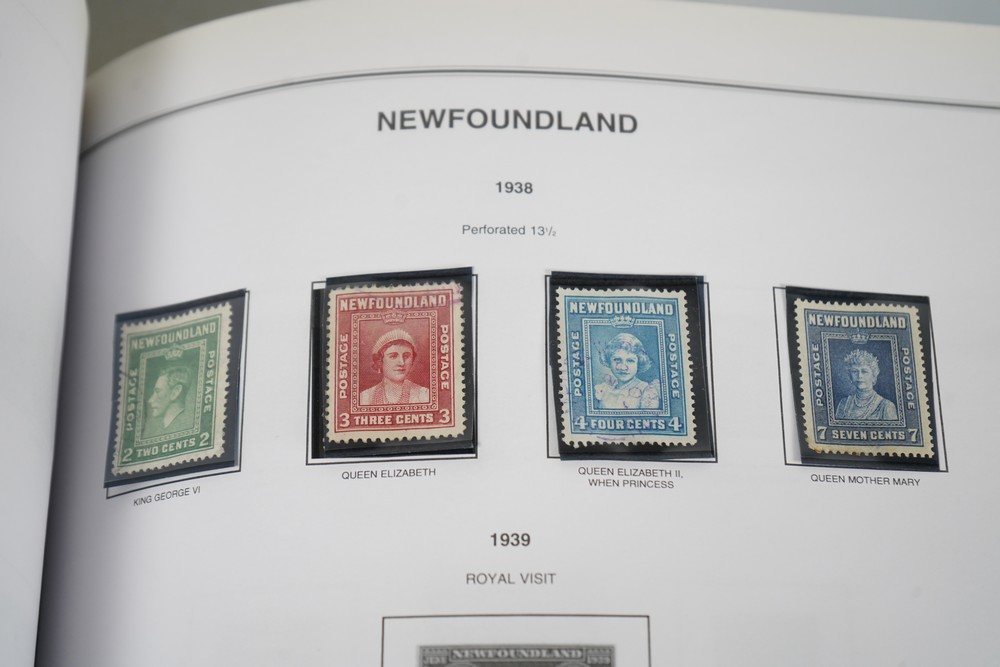 NEWFOUNDLAND
1938
Perforated 13½
NEWFOUNDLAND
POSTAGE
POSTAGE
2 TWO CENTS 2
KING GEORGE VI
NEWFOUNDLAND
POSTAGE
POSTAGE
3 THREE CENTS 3
QUEEN ELIZABETH
NEWFOUNDLAND
POSTAGE
POSTAGE
4 FOUR CENTS 4
QUEEN ELIZABETH II,
WHEN PRINCESS
NEWFOUNDLAND
POSTAGE
POSTAGE
7 SEVEN CENTS 7
QUEEN MOTHER MARY
1939
ROYAL VISIT
NEWFOUNDLAND
1939